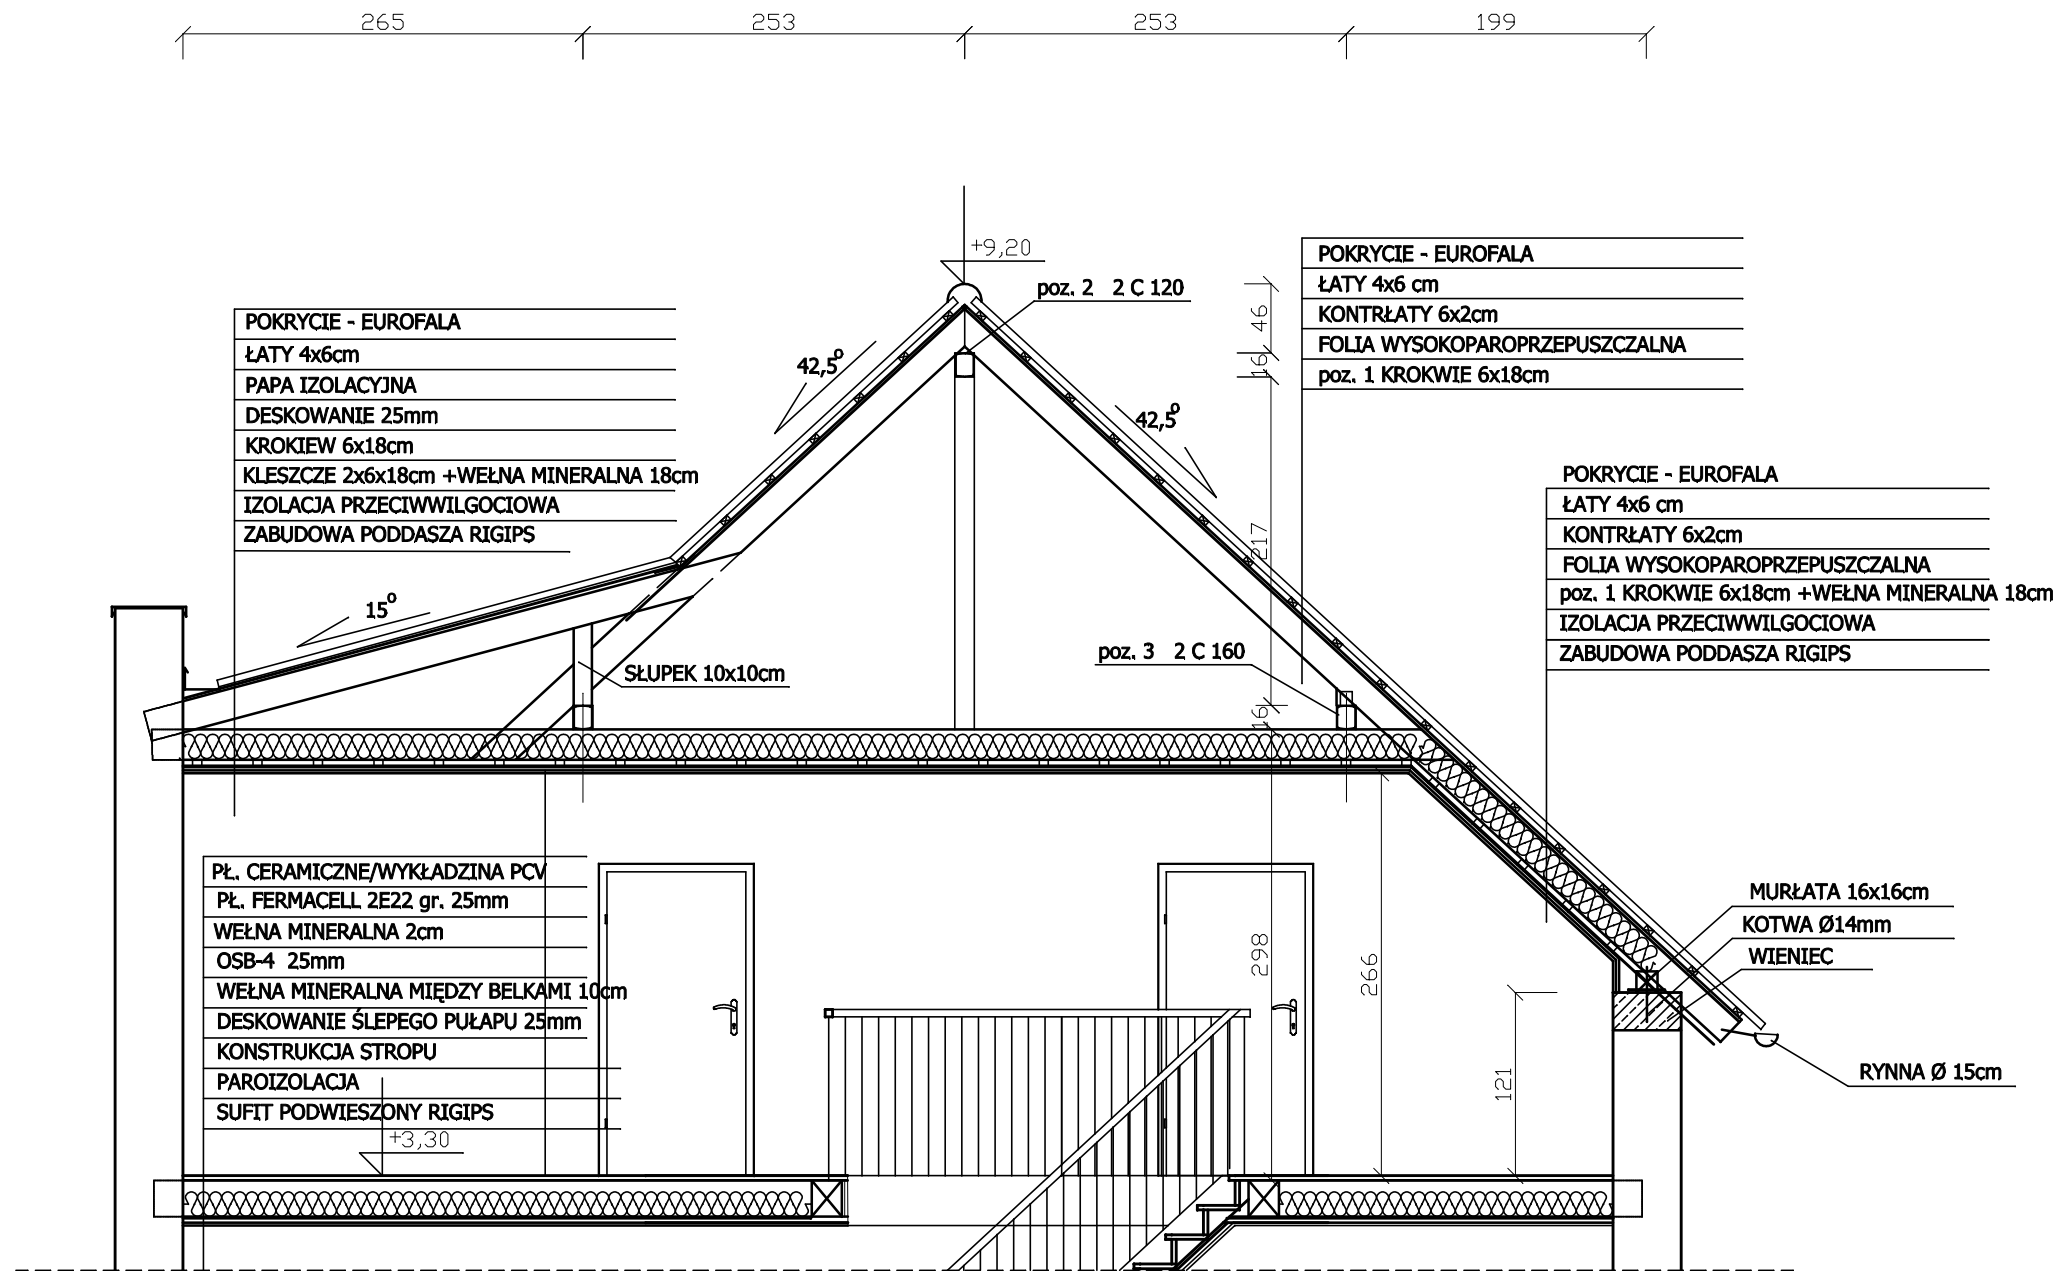 265
253
253
199
+9,20
poz. 2 2 C 120
POKRYCIE - EUROFALA
ŁATY 4x6 cm
KONTRŁATY 6x2cm
FOLIA WYSOKOPAROPRZEPUSZCZALNA
poz. 1 KROKWIE 6x18cm
POKRYCIE - EUROFALA
ŁATY 4x6cm
PAPA IZOLACYJNA
DESKOWANIE 25mm
KROKIEW 6x18cm
KLESZCZE 2x6x18cm +WEŁNA MINERALNA 18cm
IZOLACJA PRZECIWWILGOCIOWA
ZABUDOWA PODDASZA RIGIPS
42,5°
42,5°
46
16
217
16
POKRYCIE - EUROFALA
ŁATY 4x6 cm
KONTRŁATY 6x2cm
FOLIA WYSOKOPAROPRZEPUSZCZALNA
poz. 1 KROKWIE 6x18cm +WEŁNA MINERALNA 18cm
IZOLACJA PRZECIWWILGOCIOWA
ZABUDOWA PODDASZA RIGIPS
15°
SŁUPEK 10x10cm
poz. 3 2 C 160
PŁ. CERAMICZNE/WYKŁADZINA PCV
PŁ. FERMACELL 2E22 gr. 25mm
WEŁNA MINERALNA 2cm
OSB-4 25mm
WEŁNA MINERALNA MIĘDZY BELKAMI 10cm
DESKOWANIE ŚLEPEGO PUŁAPU 25mm
KONSTRUKCJA STROPU
PAROIZOLACJA
SUFIT PODWIESZONY RIGIPS
+3,30
298
266
121
MURŁATA 16x16cm
KOTWA Ø14mm
WIENIEC
RYNNA Ø 15cm